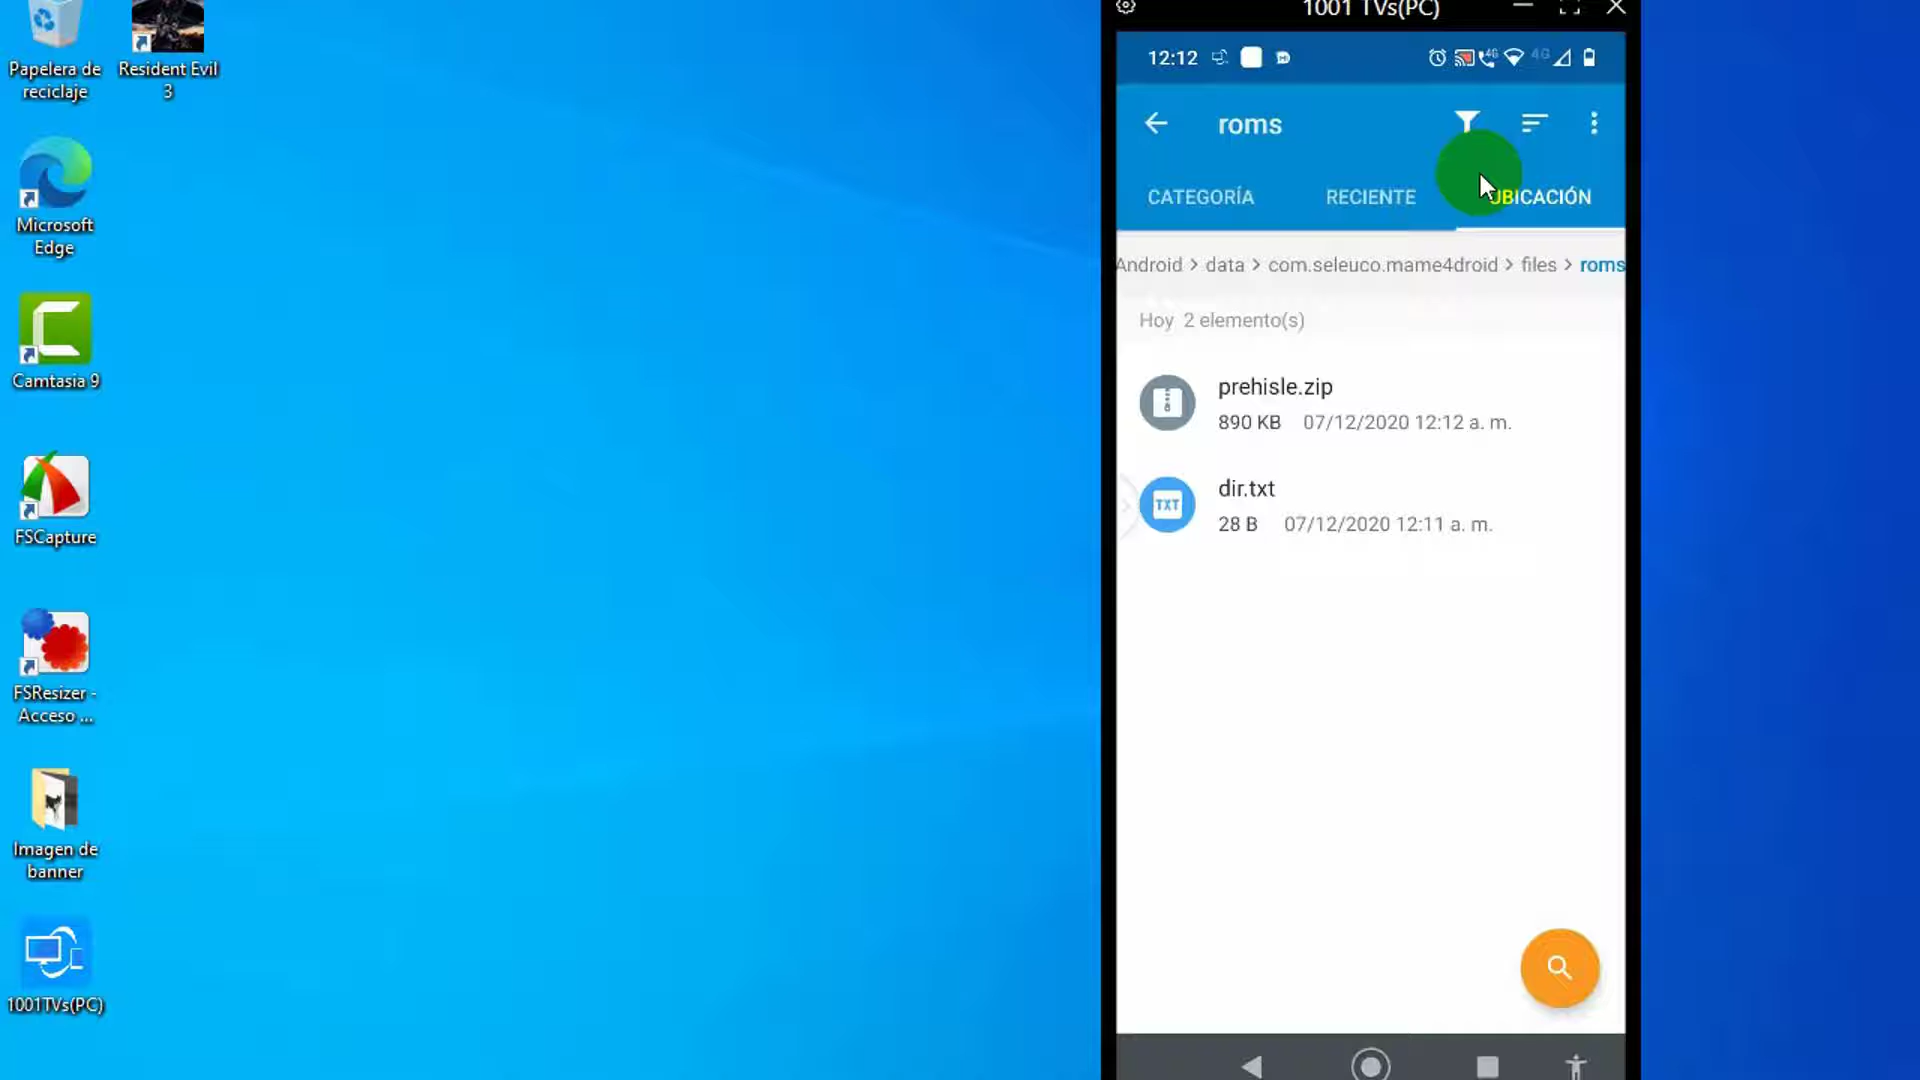 Papelera de
reciclaje
Resident Evil
3
Microsoft
Edge
Camtasia 9
FSCapture
FSResizer -
Acceso ...
Imagen de
banner
1001TVs(PC)
1001 TVs(PC)
12:12
4G
4G
roms
CATEGORÍA
RECIENTE
UBICACIÓN
Android > data > com.seleuco.mame4droid > files > roms
Hoy 2 elemento(s)
prehisle.zip
890 KB 07/12/2020 12:12 a. m.
TXT
dir.txt
28 B 07/12/2020 12:11 a. m.